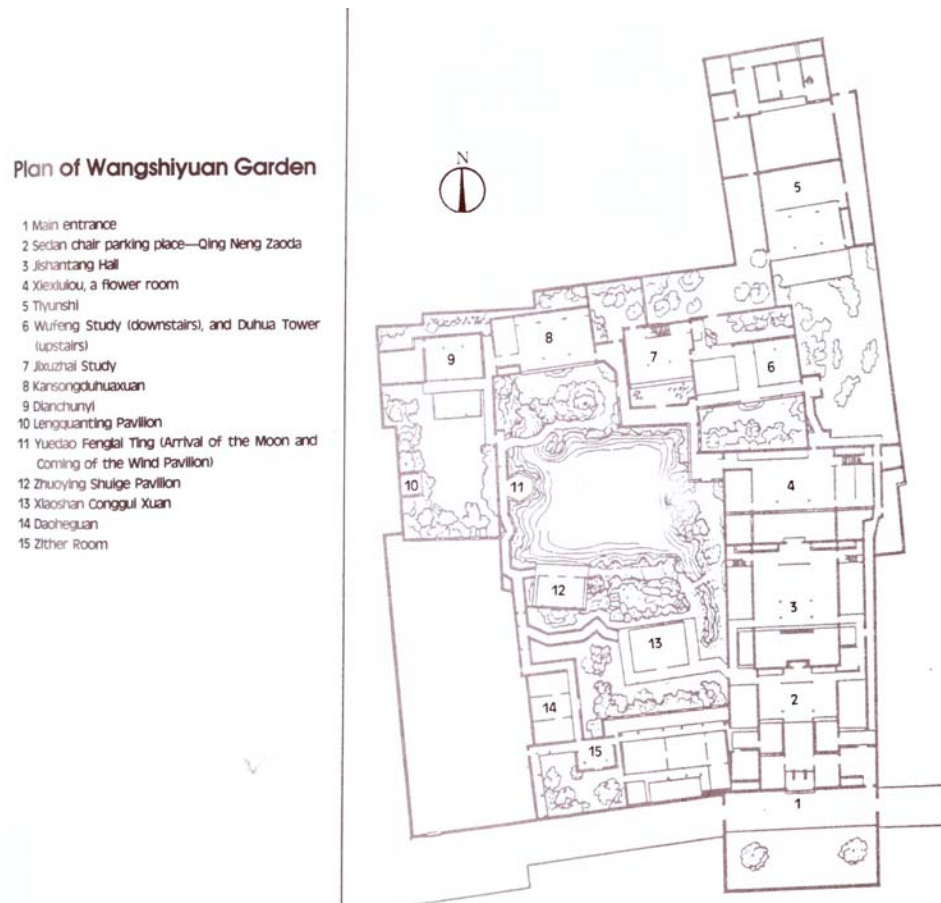 Plan of Wangshiyuan Garden
1 Main entrance
2 Sedan chair parking place—Qing Neng Zaoda
3 Jishantang Hall
4 Xiexiulou, a flower room
5 Tiyunshi
6 Wufeng Study (downstairs), and Duhua Tower
(upstairs)
7 Jixuzhai Study
8 Kansongduhuaxuan
9 Dianchunyi
10 Lengquanting Pavilion
11 Yuedao Fenglai Ting (Arrival of the Moon and
Coming of the Wind Pavilion)
12 Zhuoying Shuige Pavilion
13 Xiaoshan Conggui Xuan
14 Daoheguan
15 Zither Room
N
5
8
9
7
6
10
11
4
12
3
13
2
14
15
1